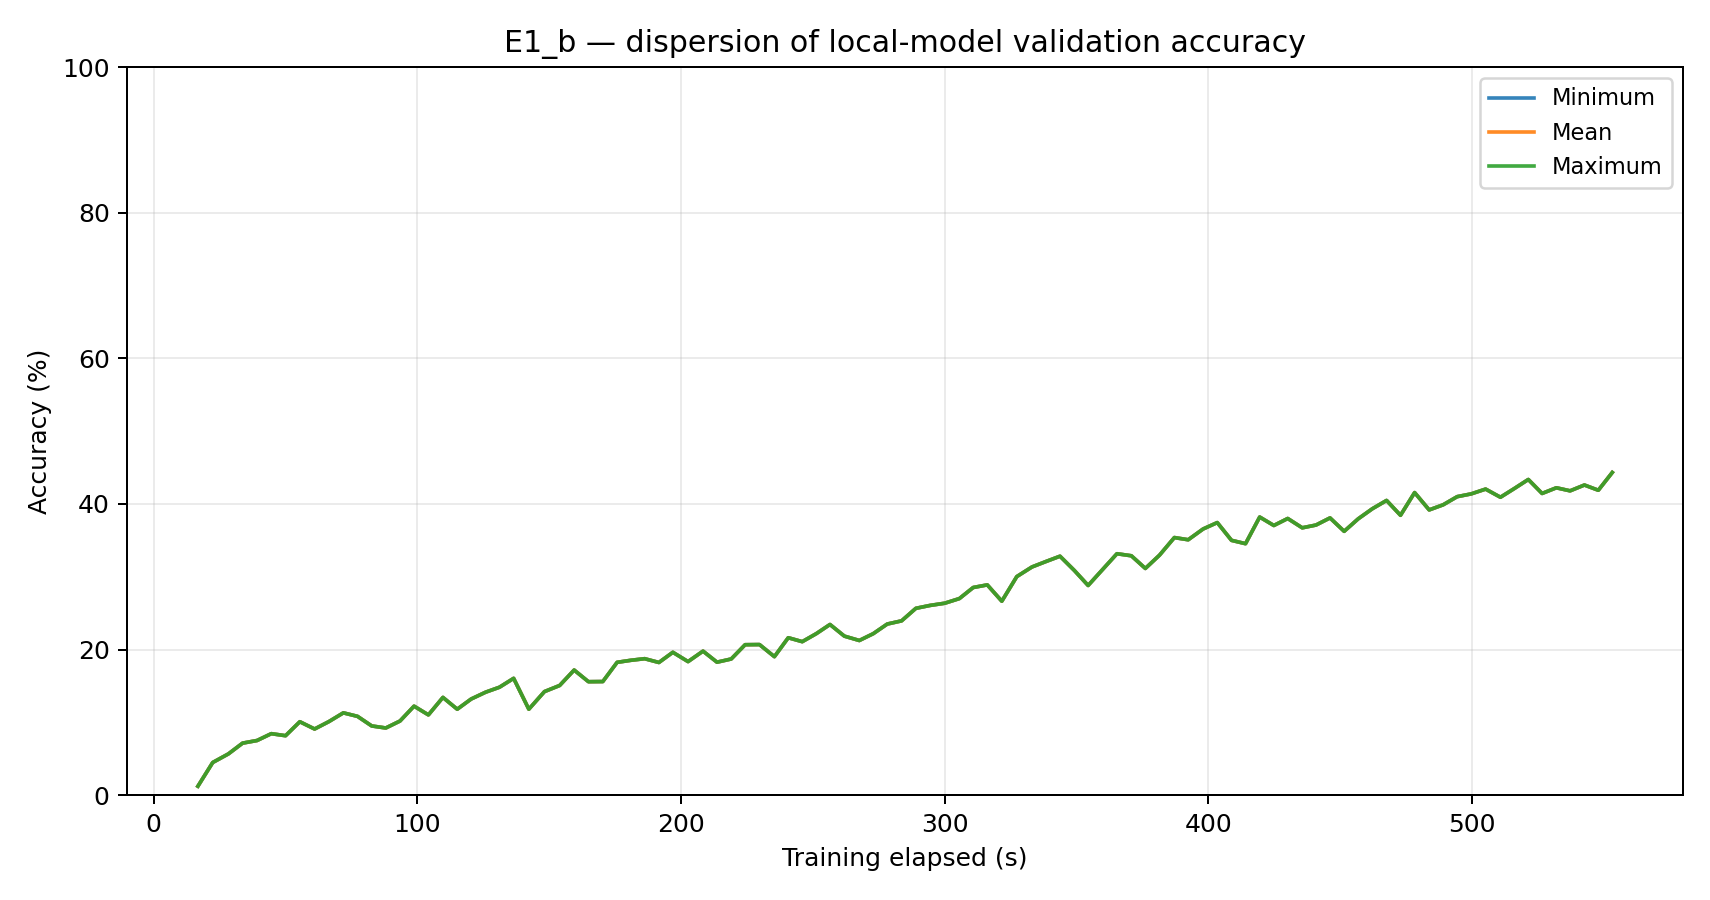 E1_b — dispersion of local-model validation accuracy
Minimum
Mean
Maximum
Accuracy (%)
100
80
60
40
20
0
0 100 200 300 400 500
Training elapsed (s)